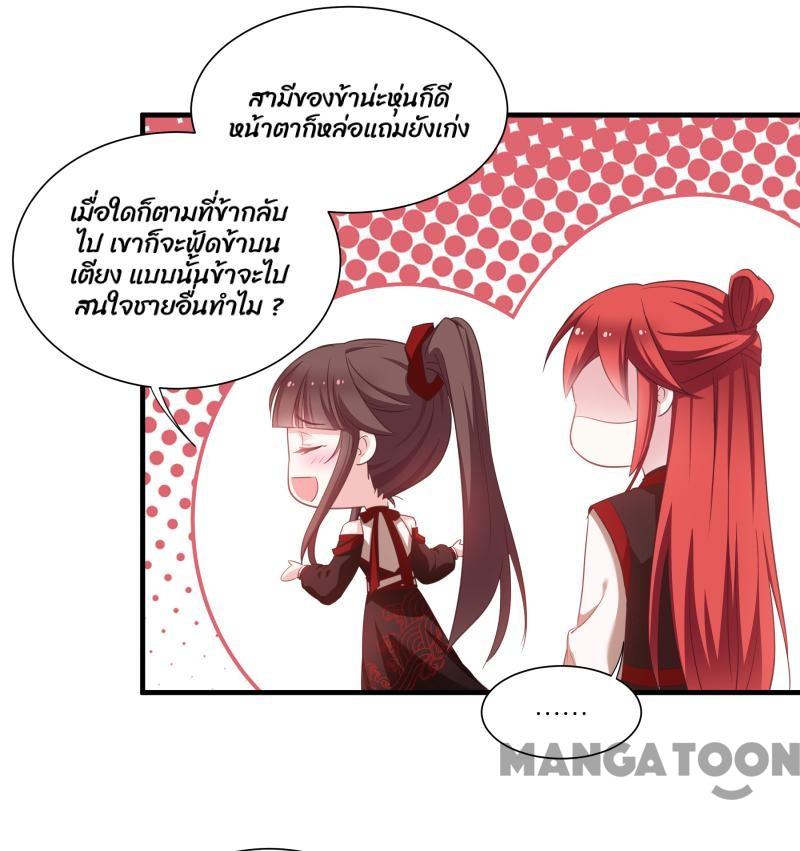 สามีของข้าน่ะหุ่นก็ดี
หน้าตาก็หล่อแถมยังเก่ง
เมื่อใดก็ตามที่ข้ากลับ
ไป เขาก็จะฟัดข้าบน
เตียง แบบนั้นข้าจะไป
สนใจชายอื่นทำไม ?
......
MANGATOON